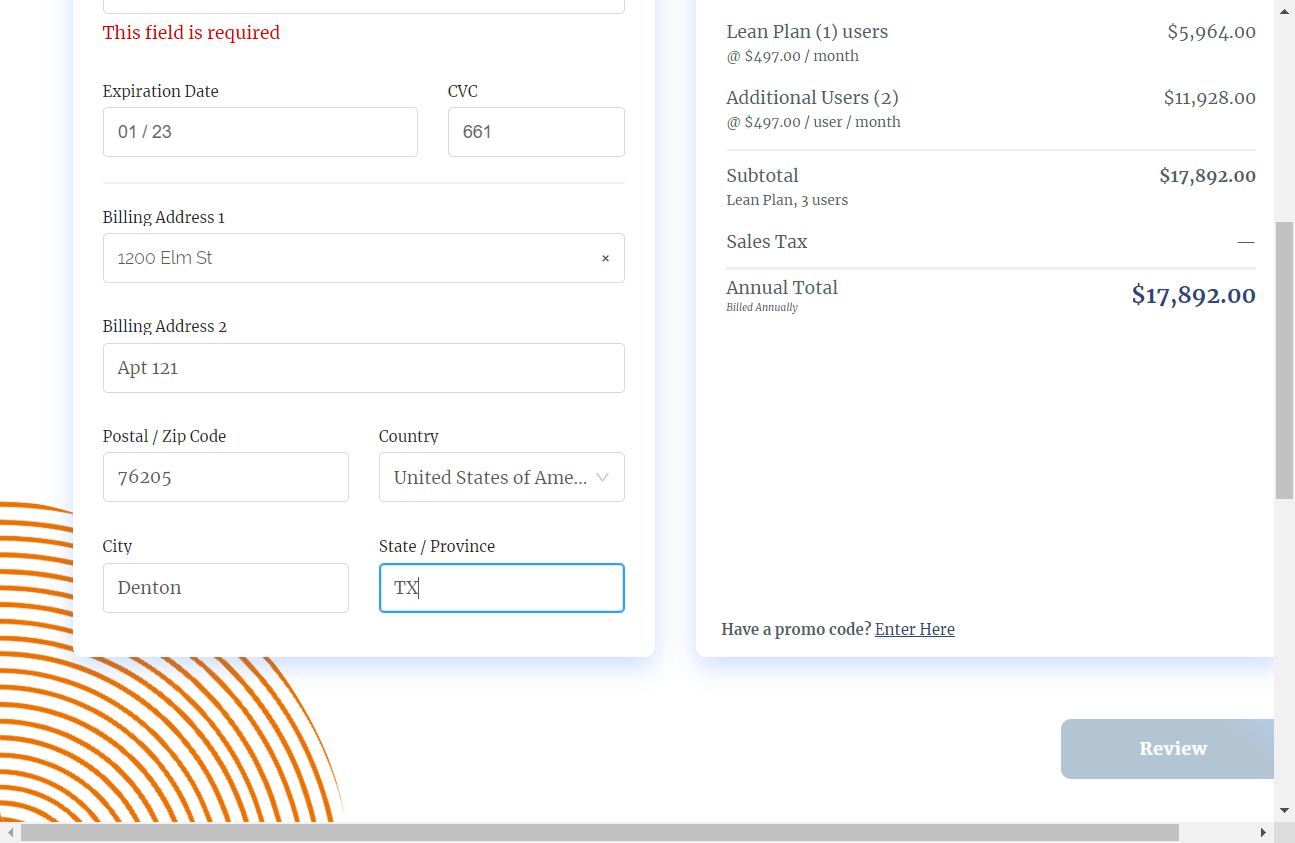 This field is required
Expiration Date
CVC
01 / 23
661
Billing Address 1
1200 Elm St
×
Billing Address 2
Apt 121
Postal / Zip Code
Country
76205
United States of Ame...
City
State / Province
Denton
TX
Lean Plan (1) users
$5,964.00
@ $497.00 / month
Additional Users (2)
$11,928.00
@ $497.00 / user / month
Subtotal
$17,892.00
Lean Plan, 3 users
Sales Tax
—
Annual Total
$17,892.00
Billed Annually
Have a promo code? Enter Here
Review